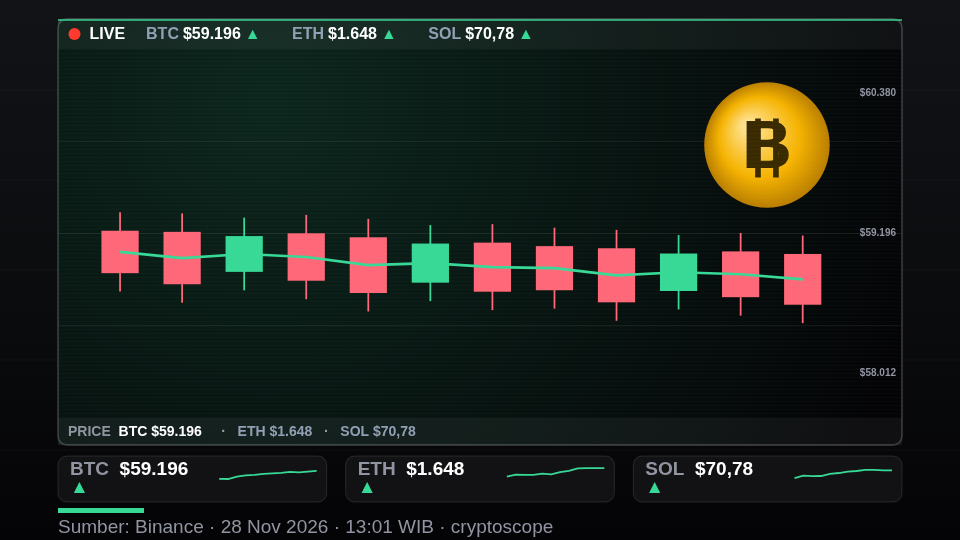 LIVE BTC $59.196 ▲ ETH $1.648 ▲ SOL $70,78 ▲
$60.380
$59.196
$58.012
PRICE BTC $59.196 · ETH $1.648 · SOL $70,78
BTC $59.196 ▲
ETH $1.648 ▲
SOL $70,78 ▲
Sumber: Binance · 28 Nov 2026 · 13:01 WIB · cryptoscope